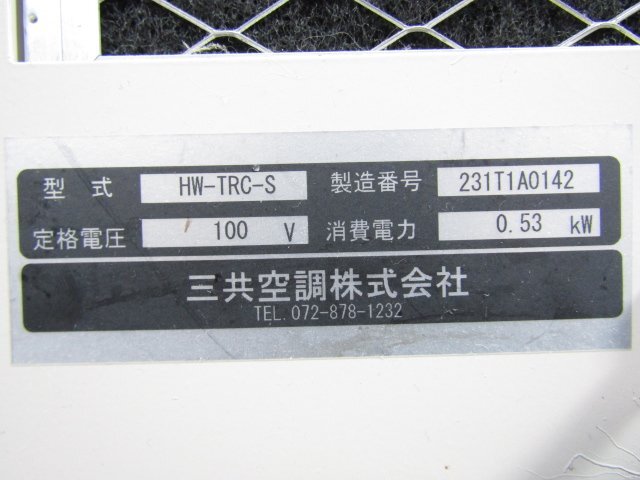 型式 HW-TRC-S 製造番号 231T1A0142
定格電圧 100 V 消費電力 0.53 kW
三共空調株式会社
TEL.072-878-1232